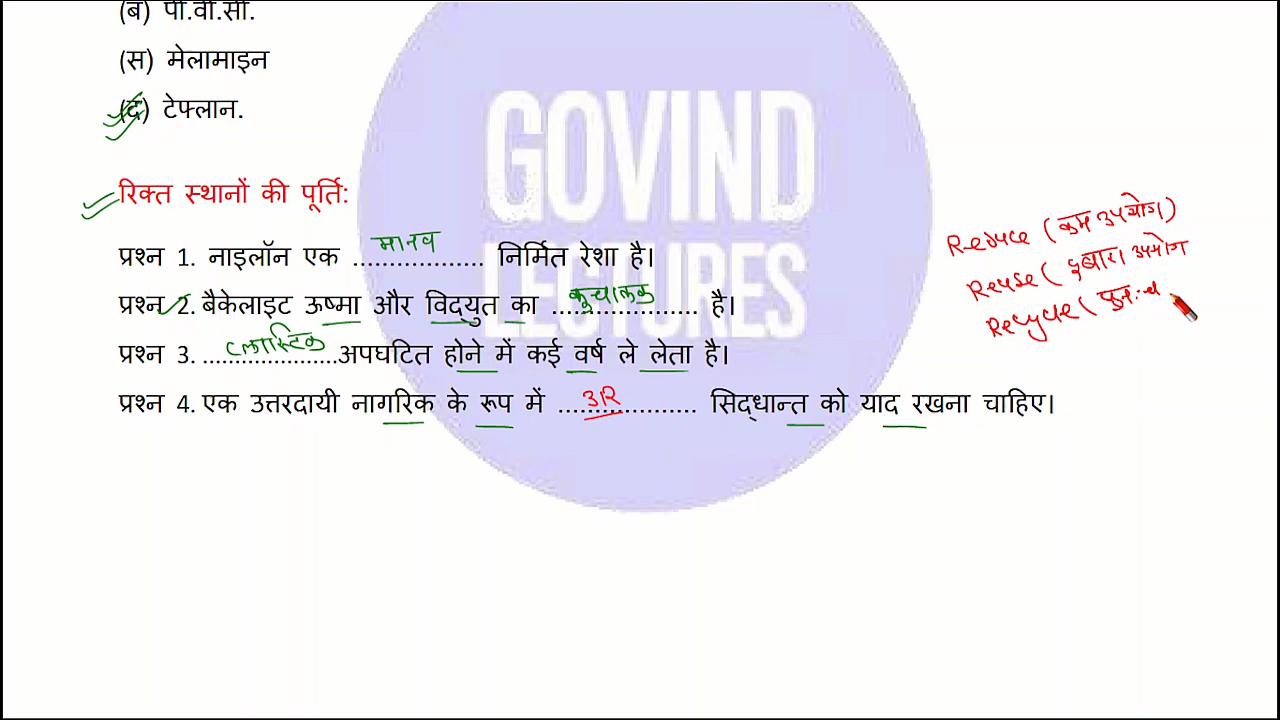 (ब) पी.वी.सी.
(स) मेलामाइन
(द) टेफ्लान.
GOVIND
LECTURES
रिक्त स्थानों की पूर्ति:
प्रश्न 1. नाइलॉन एक ...मानव... निर्मित रेशा है।
प्रश्न 2. बैकेलाइट ऊष्मा और विद्युत का ...कुचालक... है।
प्रश्न 3. ...प्लास्टिक...अपघटित होने में कई वर्ष ले लेता है।
प्रश्न 4. एक उत्तरदायी नागरिक के रूप में ...3R... सिद्धान्त को याद रखना चाहिए।
Reduce (कम उपयोग)
Reuse ( दुबारा उपयोग
Recycle ( पुन: च